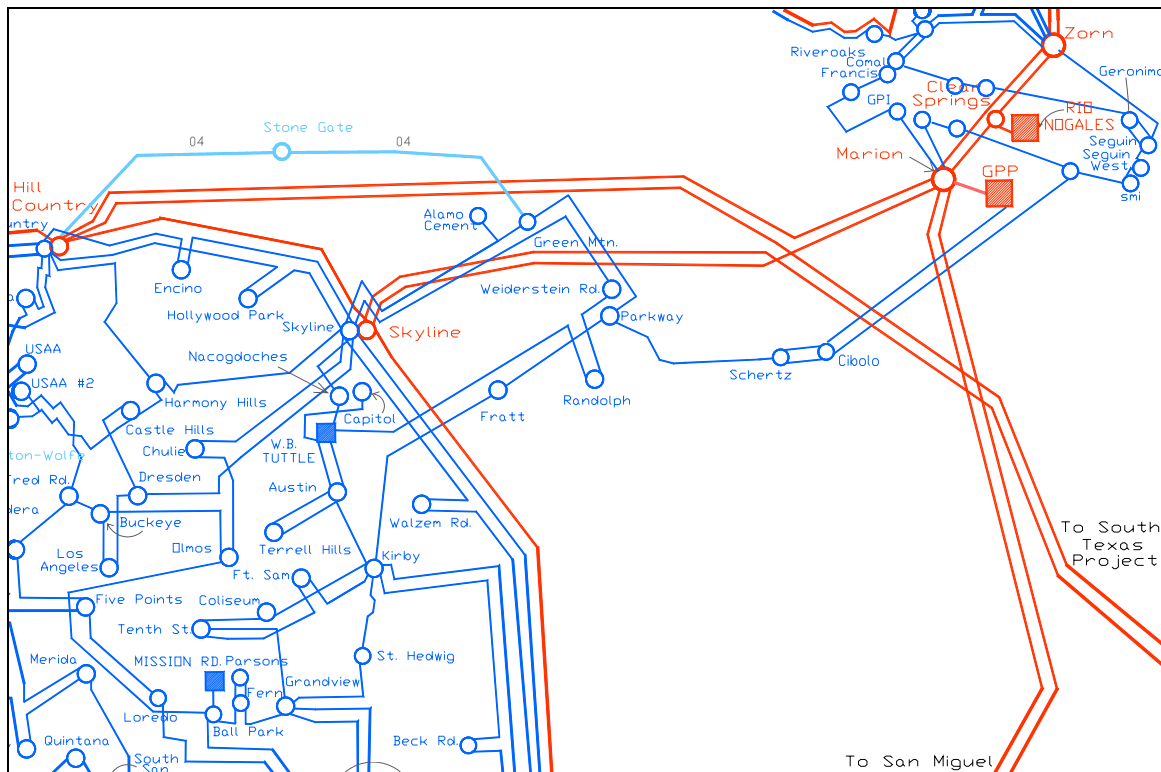 Zorn
Riveroaks
Comal
Francis
Geronimo
Clear
Springs
GPI
RIO
NOGALES
Stone Gate
04
04
Seguin
Seguin
West
Marion
GPP
smi
Hill
Country
untry
Alamo
Cement
Green Mtn.
Encino
Weiderstein Rd.
Hollywood Park
Skyline
Skyline
Parkway
USAA
Nacogdoches
Cibolo
Schertz
USAA #2
Harmony Hills
Randolph
Capitol
Fratt
Castle Hills
W.B.
TUTTLE
Chulie
ton-Wolfe
Fred Rd.
Dresden
Austin
dera
Buckeye
Walzem Rd.
To South
Texas
Project
Olmos
Terrell Hills
Los
Angeles
Kirby
Ft. Sam
Five Points
Coliseum
Tenth St.
St. Hedwig
Merida
MISSION RD.
Parsons
Grandview
Fern
Loredo
Ball Park
Quintana
Beck Rd.
South
San
To San Miguel